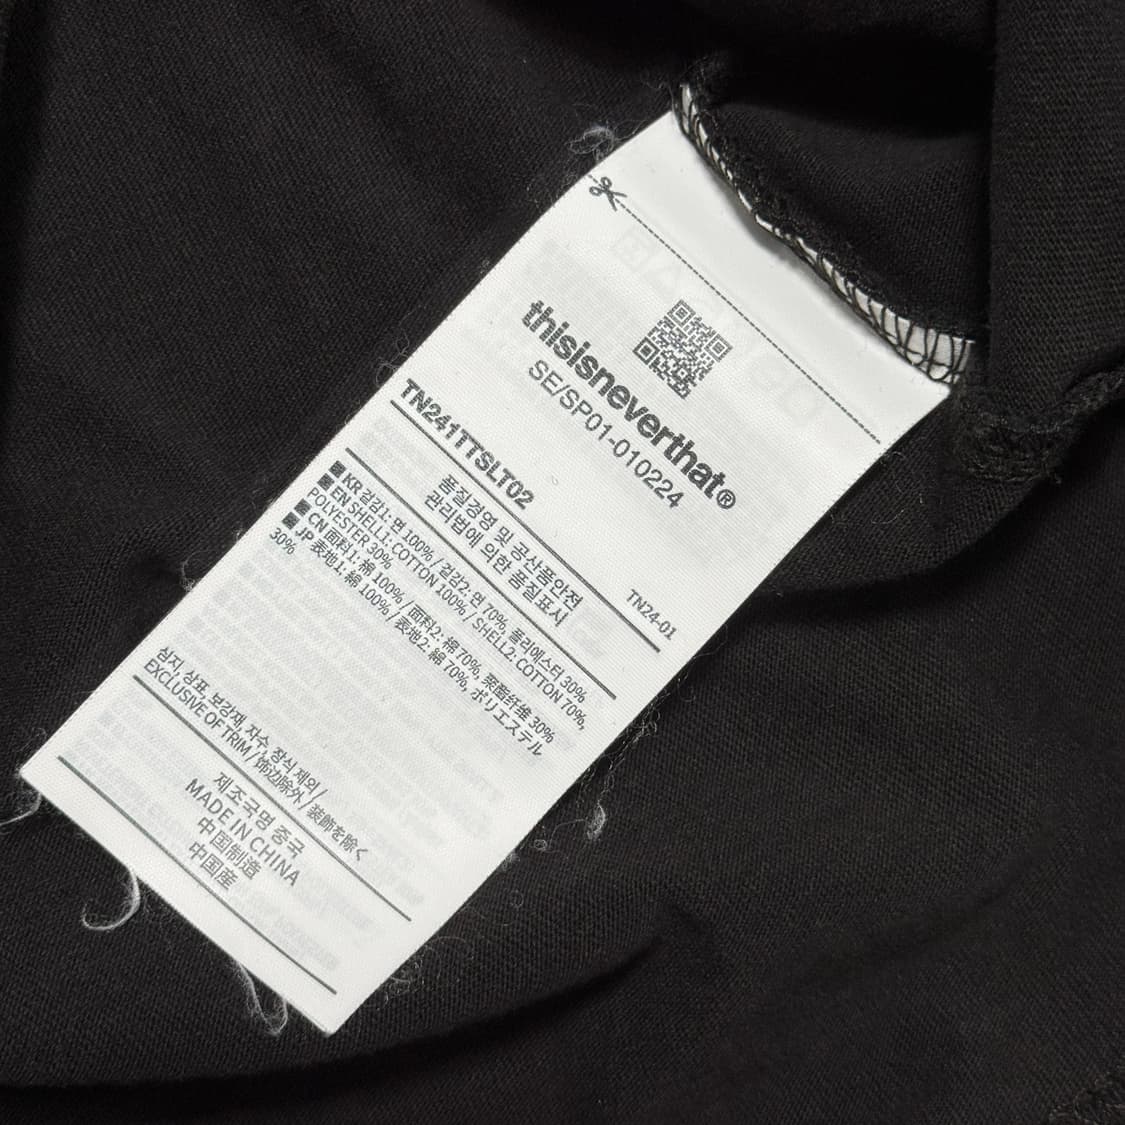 thisisneverthat®
SE/SP01-010224
TN241TTSLT02
TN24-01
품질경영 및 공산품안전
관리법에 의한 품질표시
KR 겉감1: 면 100% / 겉감2: 면 70%, 폴리에스터 30%
EN SHELL1: COTTON 100% / SHELL2: COTTON 70%,
POLYESTER 30%
CN 面料1: 棉 100% / 面料2: 棉 70%, 聚酯纤维 30%
JP 表地1: 綿 100% / 表地2: 綿 70%, ポリエステル
30%
심지, 상표, 보강재, 자수, 장식 제외 /
EXCLUSIVE OF TRIM / 饰边除外 / 装飾を除く
제조국명 중국
MADE IN CHINA
中国制造
中国産